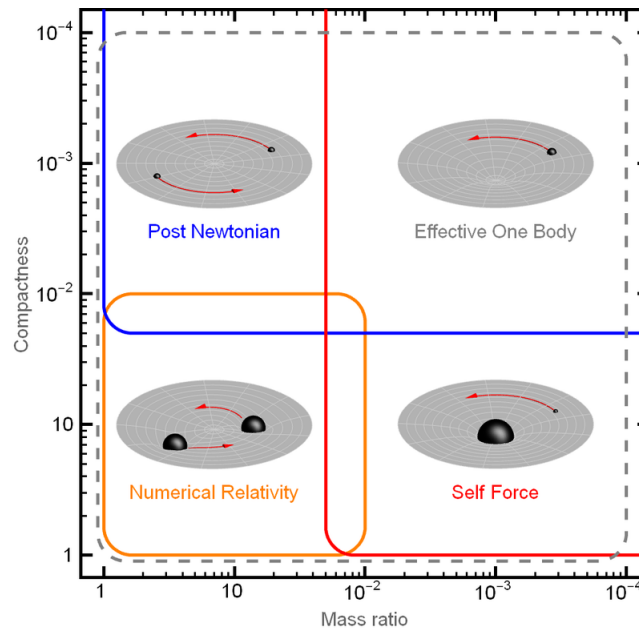 10⁻⁴
10⁻³
10⁻²
10
1
Compactness
Post Newtonian
Effective One Body
Numerical Relativity
Self Force
1
10
10⁻²
10⁻³
10⁻⁴
Mass ratio